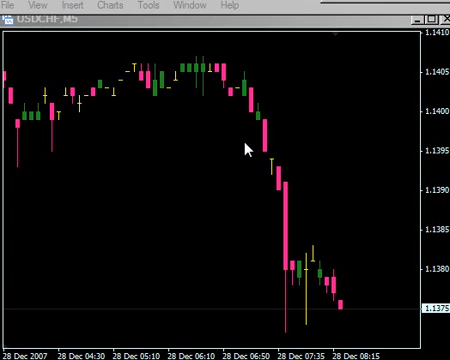 File View Insert Charts Tools Window Help
USDCHF,M5
1.1410
1.1405
1.1400
1.1395
1.1390
1.1385
1.1380
1.1375
28 Dec 2007 28 Dec 04:30 28 Dec 05:10 28 Dec 06:10 28 Dec 06:50 28 Dec 07:35 28 Dec 08:15